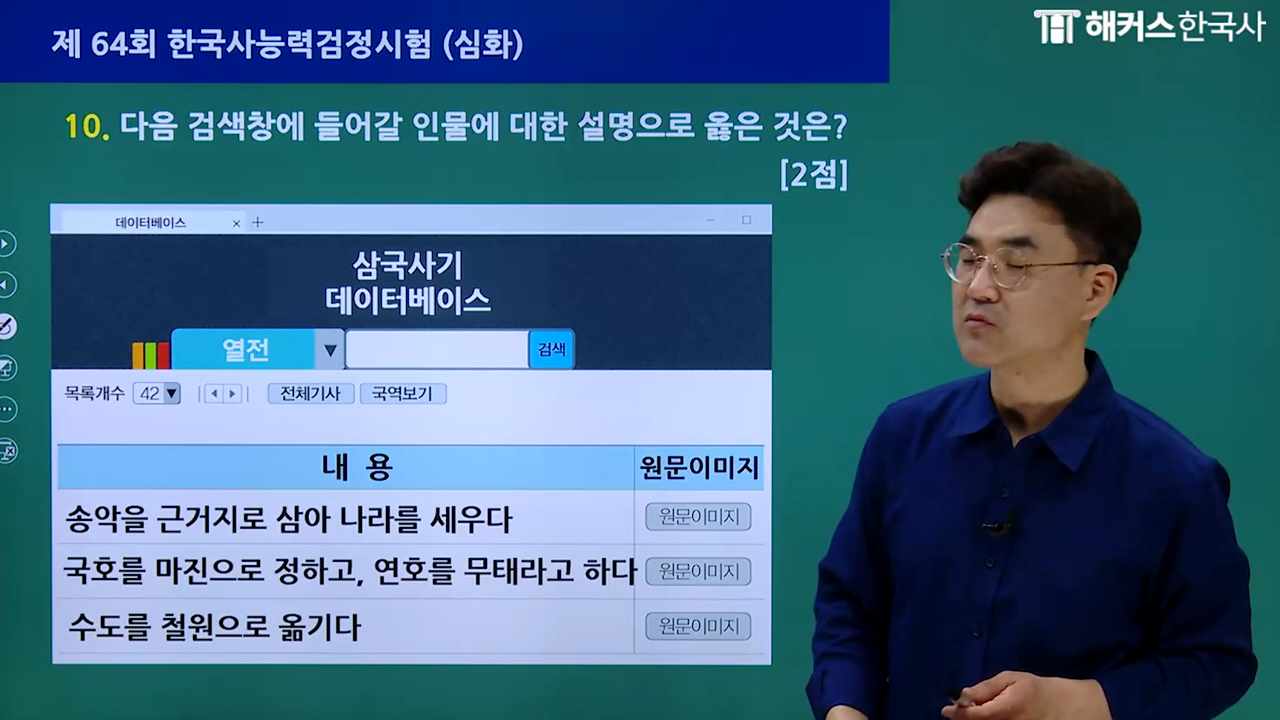 제 64회 한국사능력검정시험 (심화)
해커스한국사
10. 다음 검색창에 들어갈 인물에 대한 설명으로 옳은 것은?
[2점]
데이터베이스 × +
삼국사기
데이터베이스
열전 ▼ 검색
목록개수 42 ▼ 전체기사 국역보기
내 용 원문이미지
송악을 근거지로 삼아 나라를 세우다 원문이미지
국호를 마진으로 정하고, 연호를 무태라고 하다 원문이미지
수도를 철원으로 옮기다 원문이미지